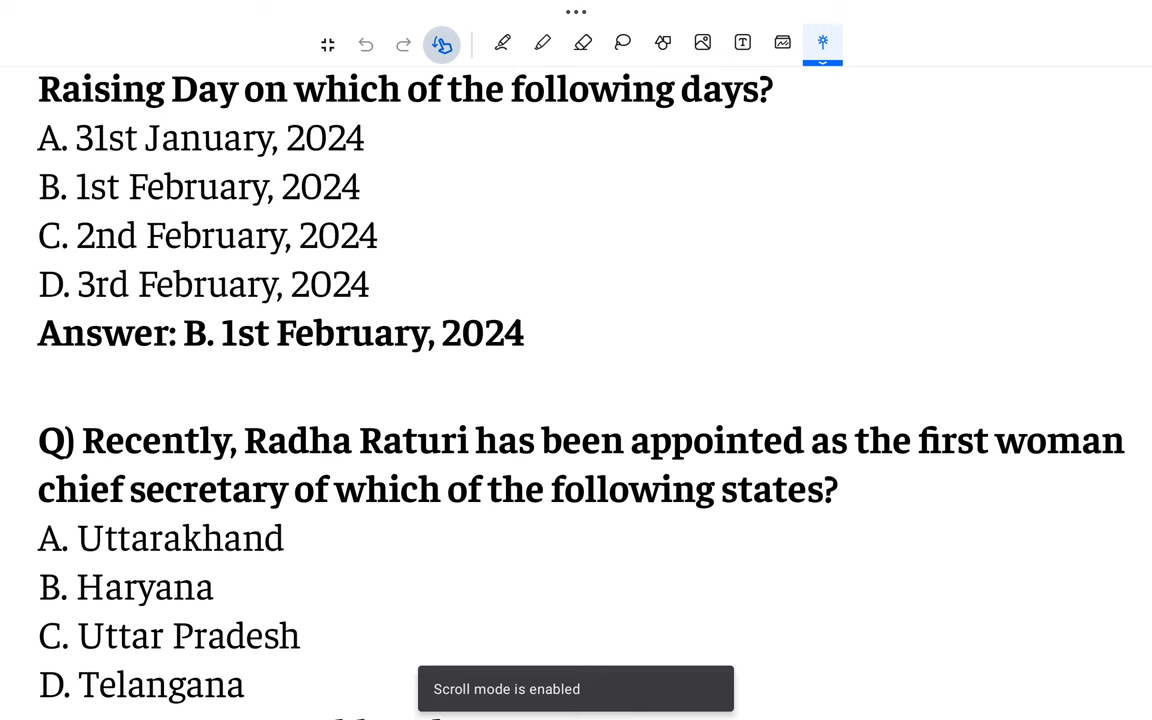 Raising Day on which of the following days?
A. 31st January, 2024
B. 1st February, 2024
C. 2nd February, 2024
D. 3rd February, 2024
Answer: B. 1st February, 2024
Q) Recently, Radha Raturi has been appointed as the first woman
chief secretary of which of the following states?
A. Uttarakhand
B. Haryana
C. Uttar Pradesh
D. Telangana
Scroll mode is enabled